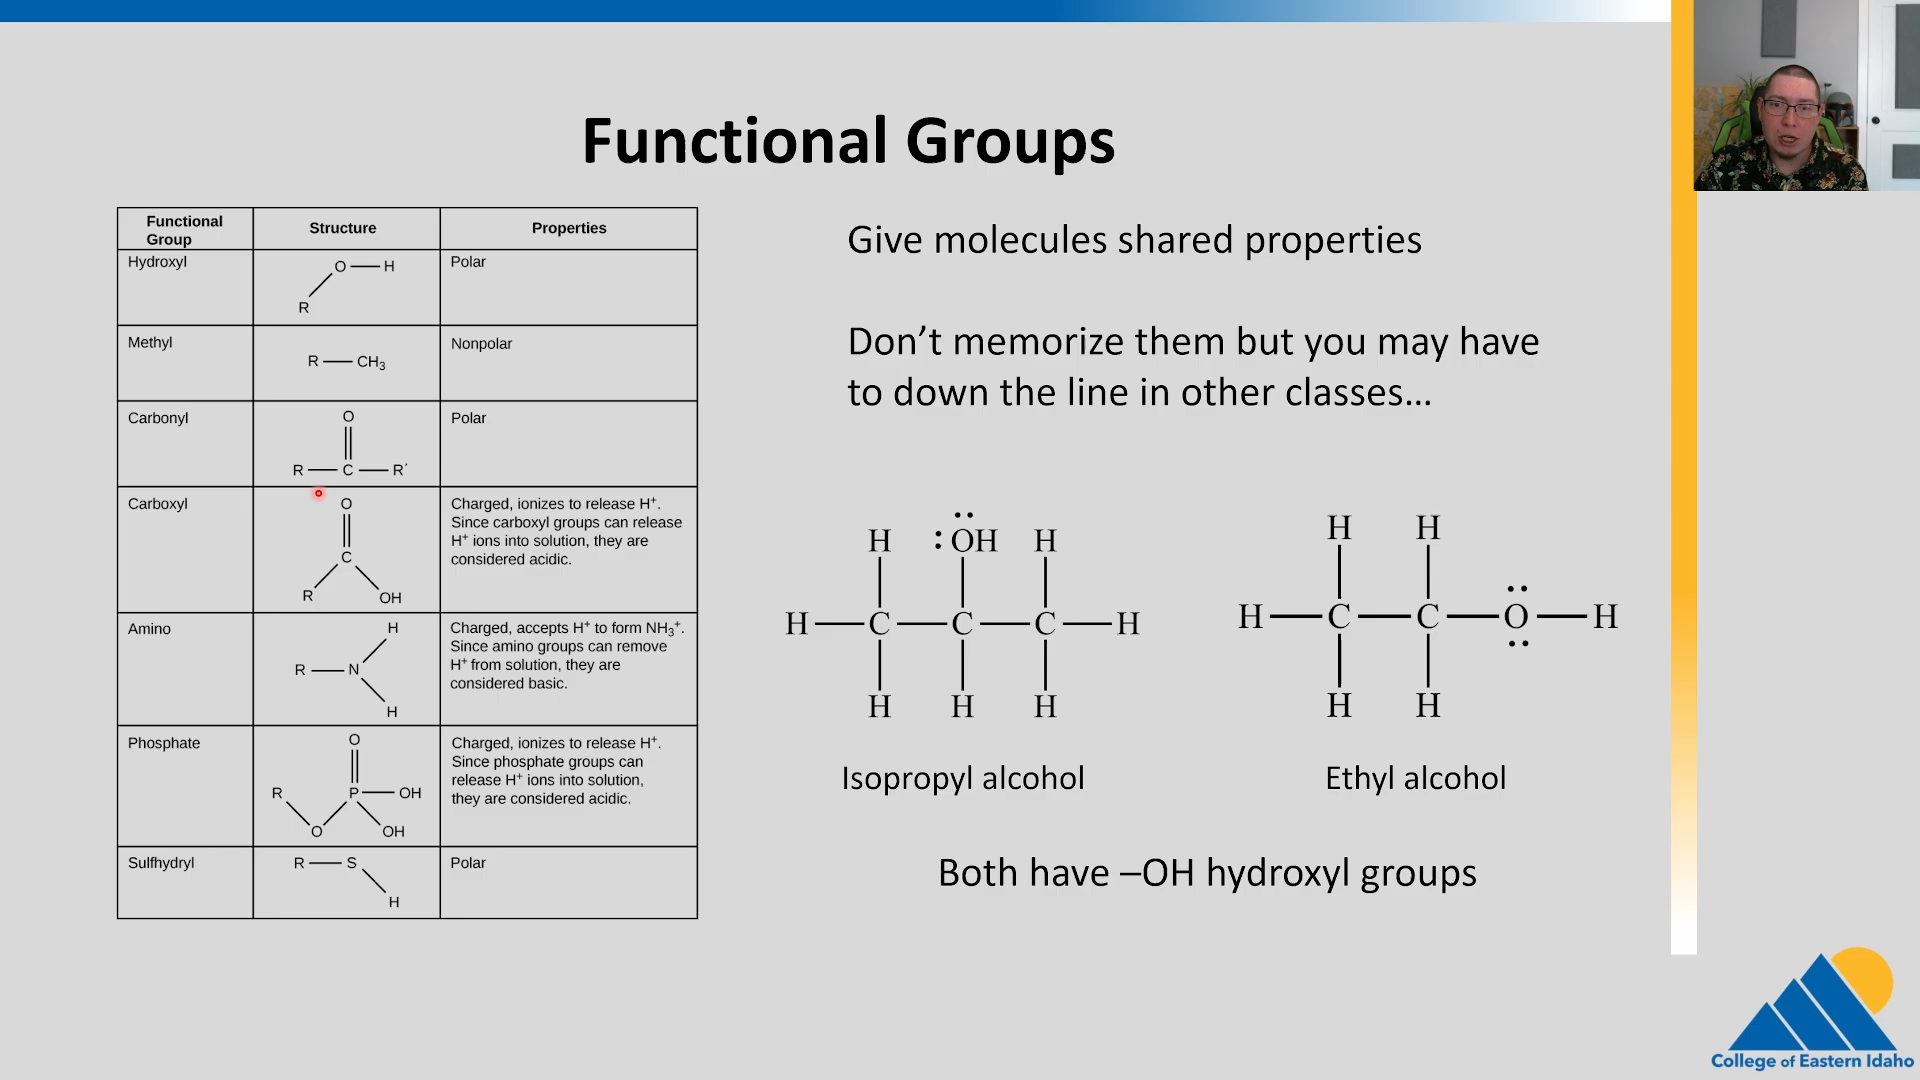 Functional Groups
Functional
Group
Structure
Properties
Hydroxyl
O H
R
Polar
Methyl
R CH₃
Nonpolar
Carbonyl
O
R C R′
Polar
Carboxyl
O
C
R OH
Charged, ionizes to release H⁺.
Since carboxyl groups can release
H⁺ ions into solution, they are
considered acidic.
Amino
H
R N
H
Charged, accepts H⁺ to form NH₃⁺.
Since amino groups can remove
H⁺ from solution, they are
considered basic.
Phosphate
O
R P OH
O OH
Charged, ionizes to release H⁺.
Since phosphate groups can
release H⁺ ions into solution,
they are considered acidic.
Sulfhydryl
R S
H
Polar
Give molecules shared properties
Don’t memorize them but you may have
to down the line in other classes…
H :OH H
H C C C H
H H H
Isopropyl alcohol
H H
H C C O H
H H
Ethyl alcohol
Both have –OH hydroxyl groups
College of Eastern Idaho